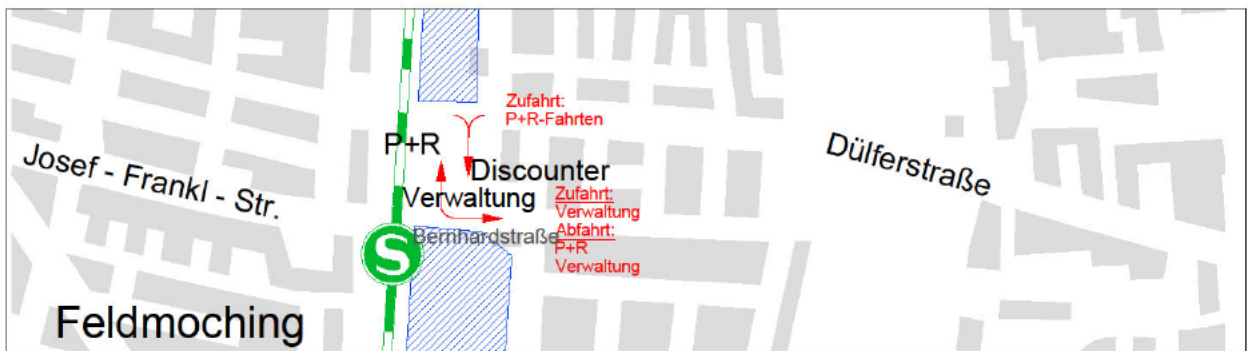 Zufahrt:
P+R-Fahrten
P+R
Discounter
Josef - Frankl - Str.
Dülferstraße
Verwaltung
Zufahrt:
Verwaltung
Abfahrt:
P+R
Verwaltung
Bernhardstraße
S
Feldmoching